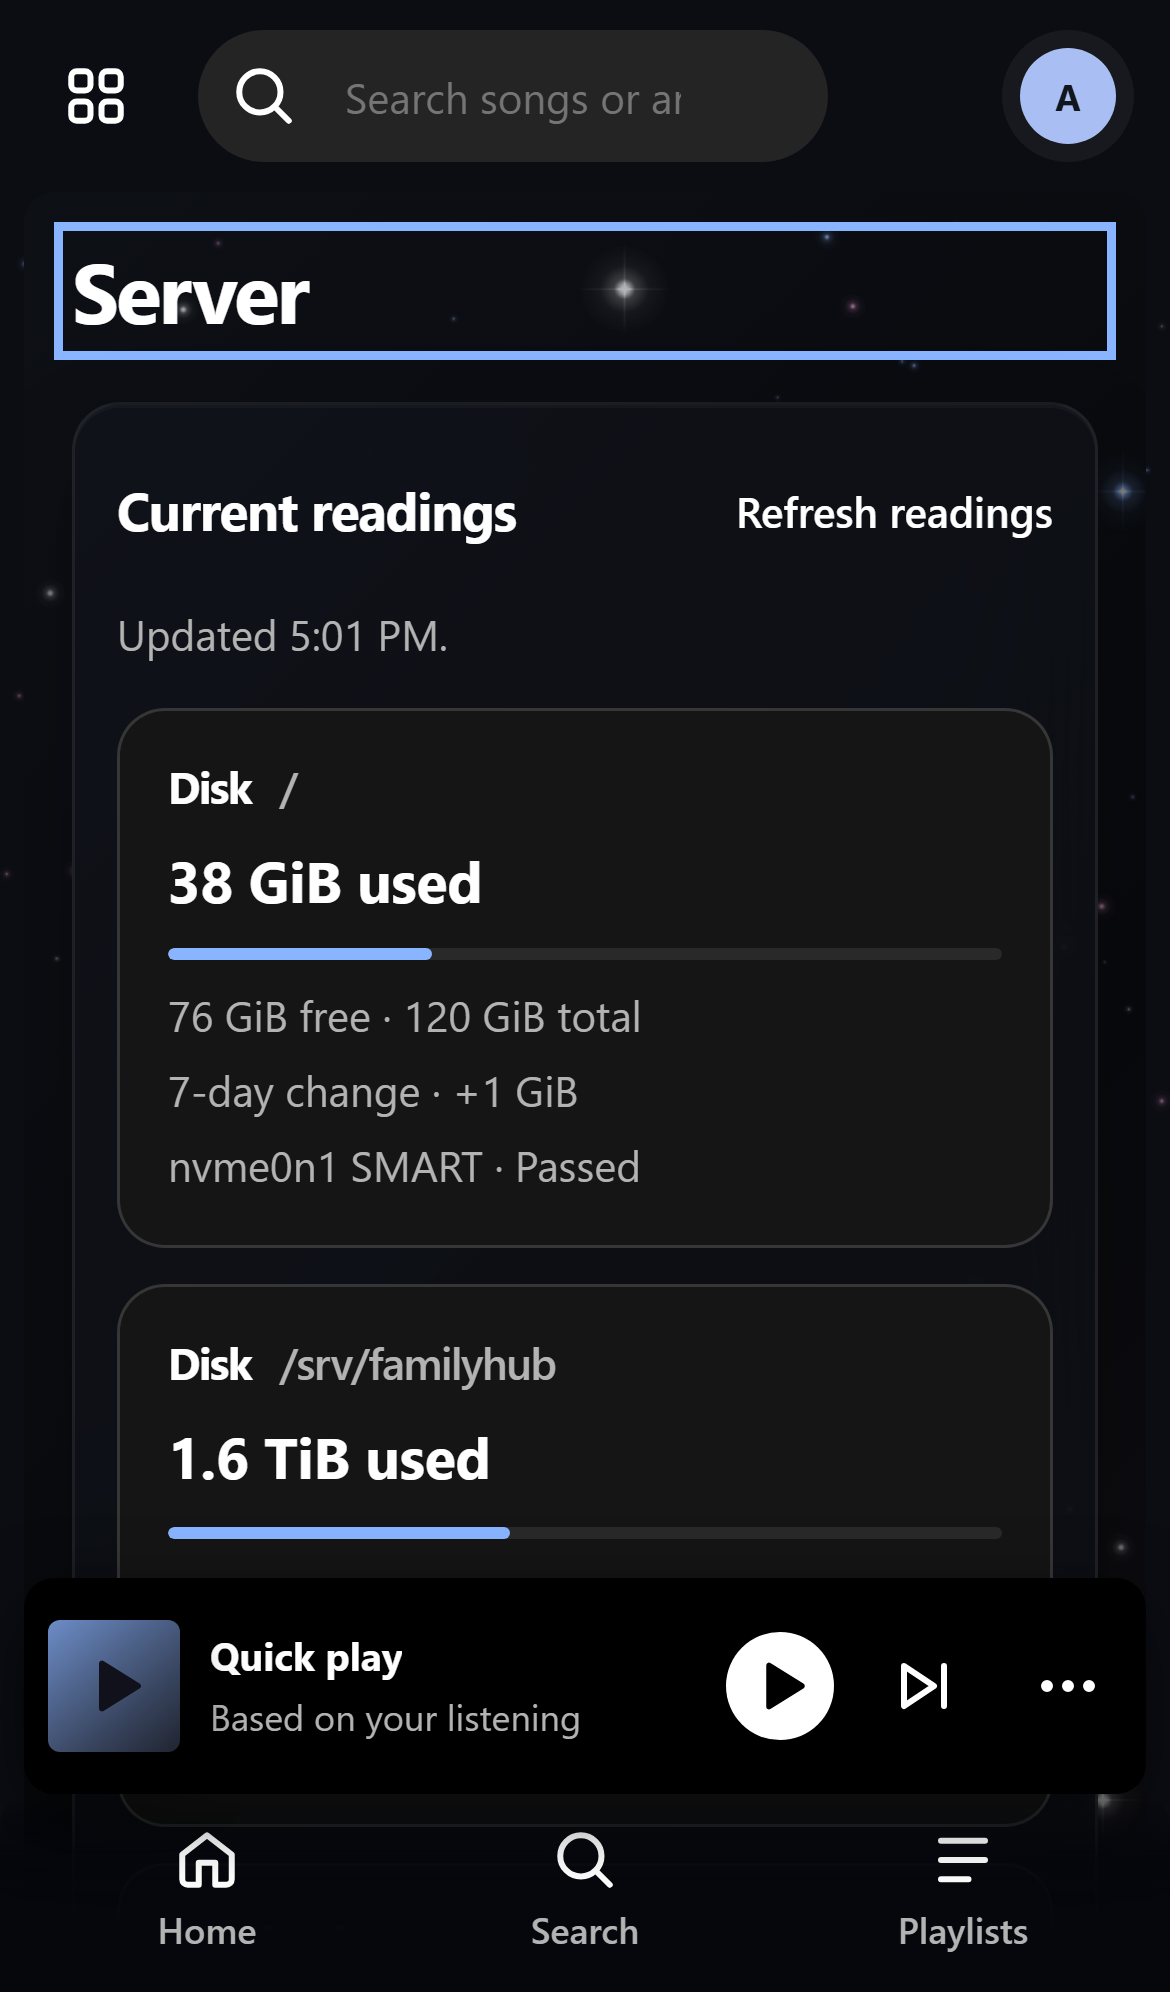 Search songs or ar
A
Server
Current readings
Refresh readings
Updated 5:01 PM.
Disk /
38 GiB used
76 GiB free · 120 GiB total
7-day change · +1 GiB
nvme0n1 SMART · Passed
Disk /srv/familyhub
1.6 TiB used
Quick play
Based on your listening
Home
Search
Playlists